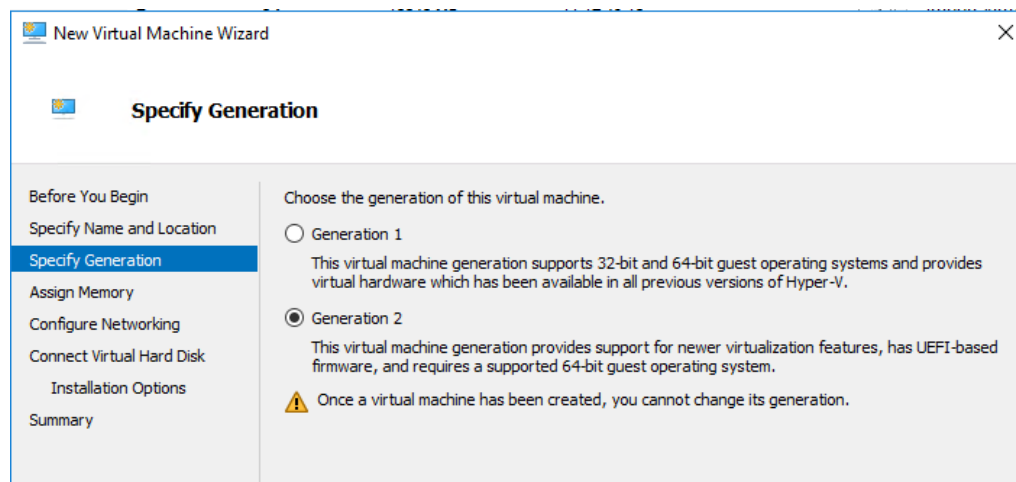 New Virtual Machine Wizard
Specify Generation
Before You Begin
Specify Name and Location
Specify Generation
Assign Memory
Configure Networking
Connect Virtual Hard Disk
Installation Options
Summary
Choose the generation of this virtual machine.
Generation 1
This virtual machine generation supports 32-bit and 64-bit guest operating systems and provides
virtual hardware which has been available in all previous versions of Hyper-V.
Generation 2
This virtual machine generation provides support for newer virtualization features, has UEFI-based
firmware, and requires a supported 64-bit guest operating system.
Once a virtual machine has been created, you cannot change its generation.